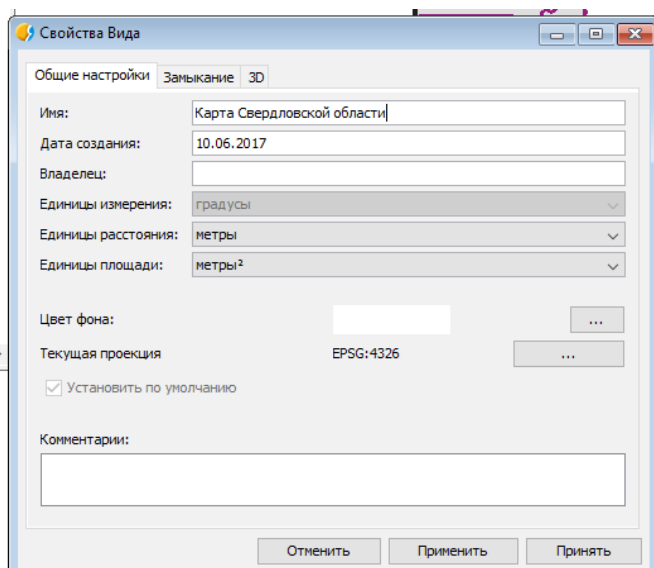 Свойства Вида
Общие настройки Замыкание 3D
Имя: Карта Свердловской области
Дата создания: 10.06.2017
Владелец:
Единицы измерения: градусы
Единицы расстояния: метры
Единицы площади: метры²
Цвет фона: ...
Текущая проекция EPSG:4326 ...
Установить по умолчанию
Комментарии:
Отменить Применить Принять